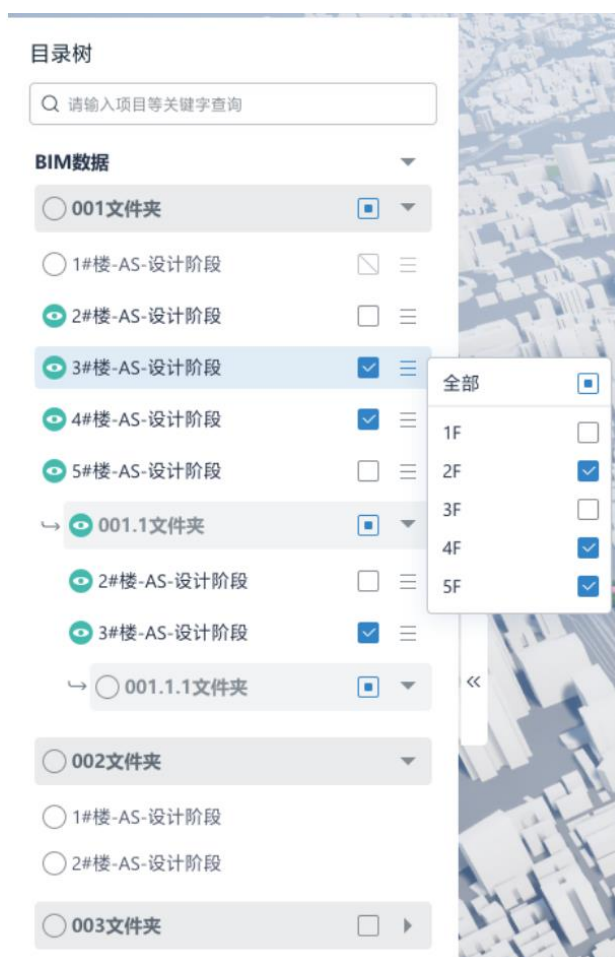 目录树
请输入项目等关键字查询
BIM数据
001文件夹
1#楼-AS-设计阶段
2#楼-AS-设计阶段
3#楼-AS-设计阶段
4#楼-AS-设计阶段
5#楼-AS-设计阶段
001.1文件夹
2#楼-AS-设计阶段
3#楼-AS-设计阶段
001.1.1文件夹
002文件夹
1#楼-AS-设计阶段
2#楼-AS-设计阶段
003文件夹
全部
1F
2F
3F
4F
5F